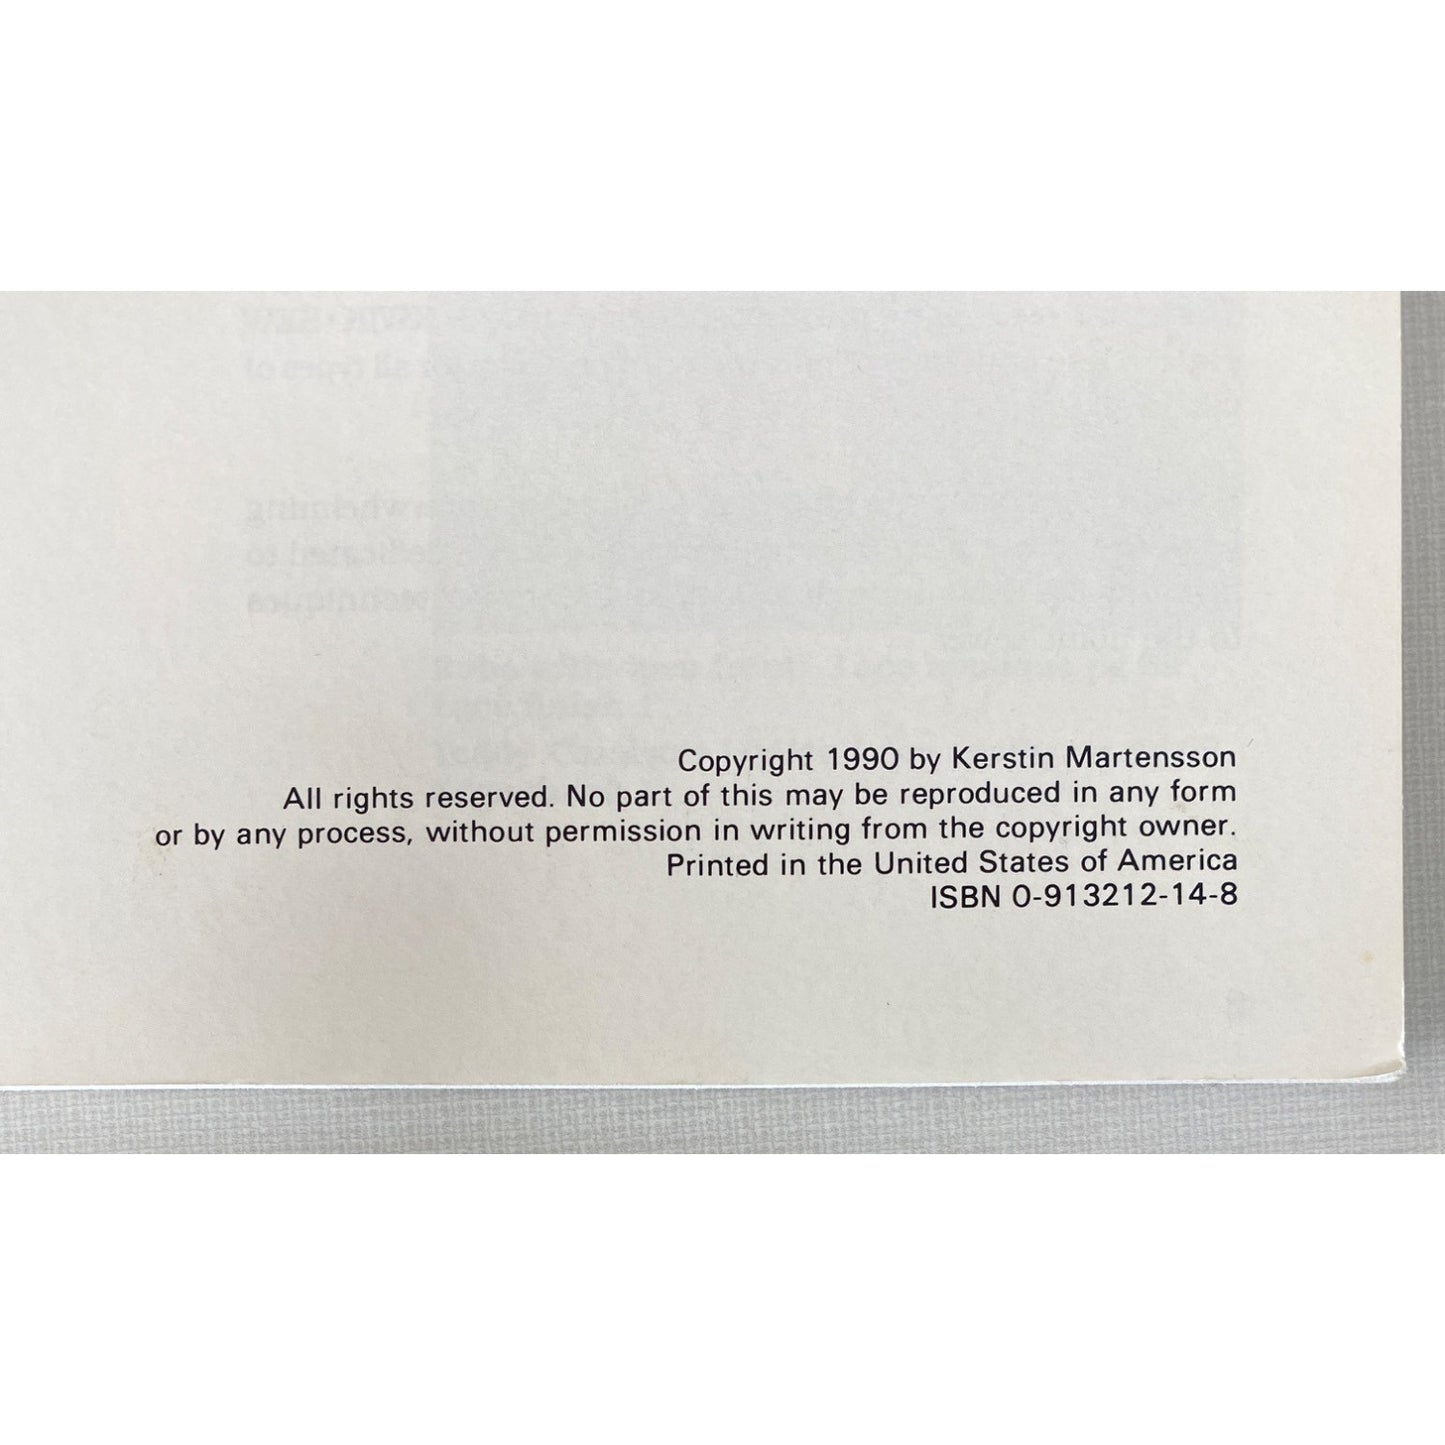 Copyright 1990 by Kerstin Martensson
All rights reserved. No part of this may be reproduced in any form
or by any process, without permission in writing from the copyright owner.
Printed in the United States of America
ISBN 0-913212-14-8